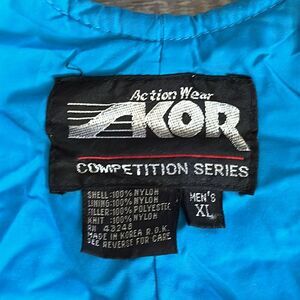 Action Wear
AKOR
COMPETITION SERIES
SHELL:100% NYLON
LINING:100% NYLON
FILLER:100% POLYESTER
KNIT :100% NYLON
RN 43248
MADE IN KOREA R.O.K.
SEE REVERSE FOR CARE
MEN'S
XL